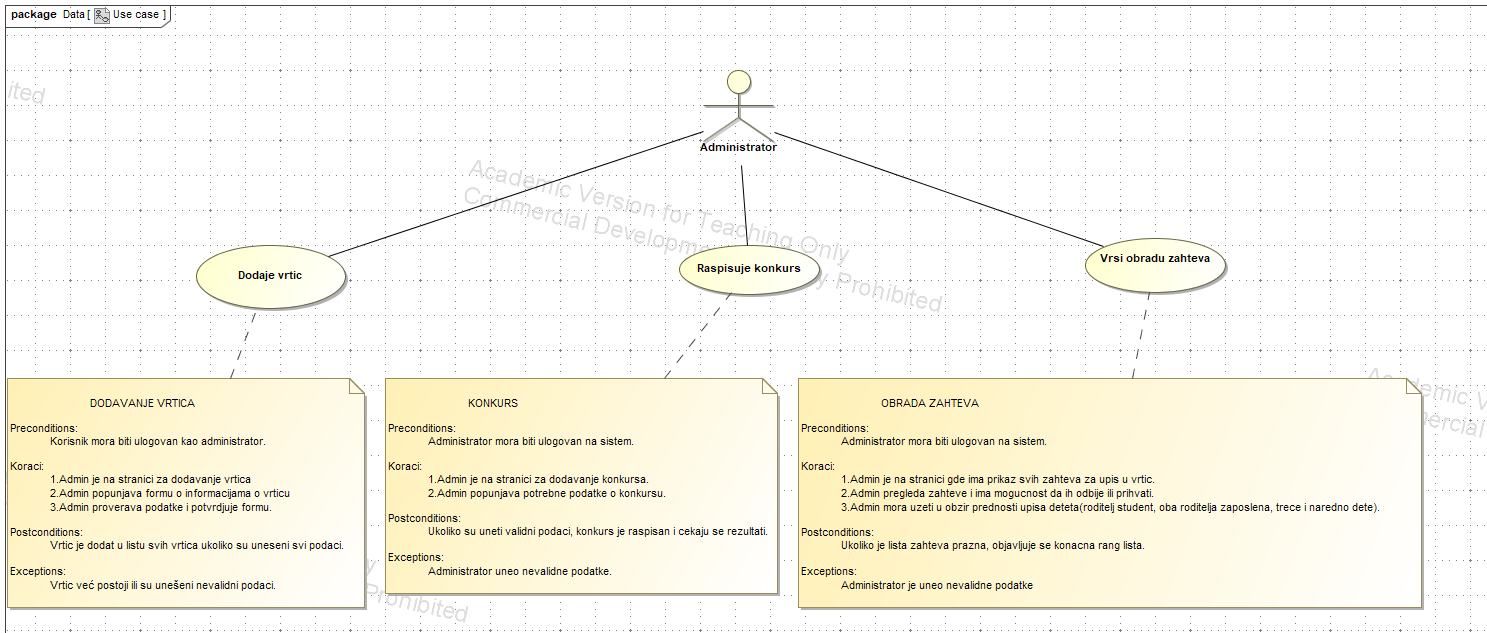 package Data [ Use case ]
ited
Administrator
Academic Version for Teaching Only
Commercial Development
y Prohibited
Dodaje vrtic
Raspisuje konkurs
Vrsi obradu zahteva
DODAVANJE VRTICA
Preconditions:
Korisnik mora biti ulogovan kao administrator.
Koraci:
1.Admin je na stranici za dodavanje vrtica
2.Admin popunjava formu o informacijama o vrticu
3.Admin proverava podatke i potvrdjuje formu.
Postconditions:
Vrtic je dodat u listu svih vrtica ukoliko su uneseni svi podaci.
Exceptions:
Vrtic već postoji ili su unešeni nevalidni podaci.
KONKURS
Preconditions:
Administrator mora biti ulogovan na sistem.
Koraci:
1.Admin je na stranici za dodavanje konkursa.
2.Admin popunjava potrebne podatke o konkursu.
Postconditions:
Ukoliko su uneti validni podaci, konkurs je raspisan i cekaju se rezultati.
Exceptions:
Administrator uneo nevalidne podatke.
OBRADA ZAHTEVA
Preconditions:
Administrator mora biti ulogovan na sistem.
Koraci:
1.Admin je na stranici gde ima prikaz svih zahteva za upis u vrtic.
2.Admin pregleda zahteve i ima mogucnost da ih odbije ili prihvati.
3.Admin mora uzeti u obzir prednosti upisa deteta(roditelj student, oba roditelja zaposlena, trece i naredno dete).
Postconditions:
Ukoliko je lista zahteva prazna, objavljuje se konacna rang lista.
Exceptions:
Administrator je uneo nevalidne podatke
Academic V
mercial
y
Prohibited